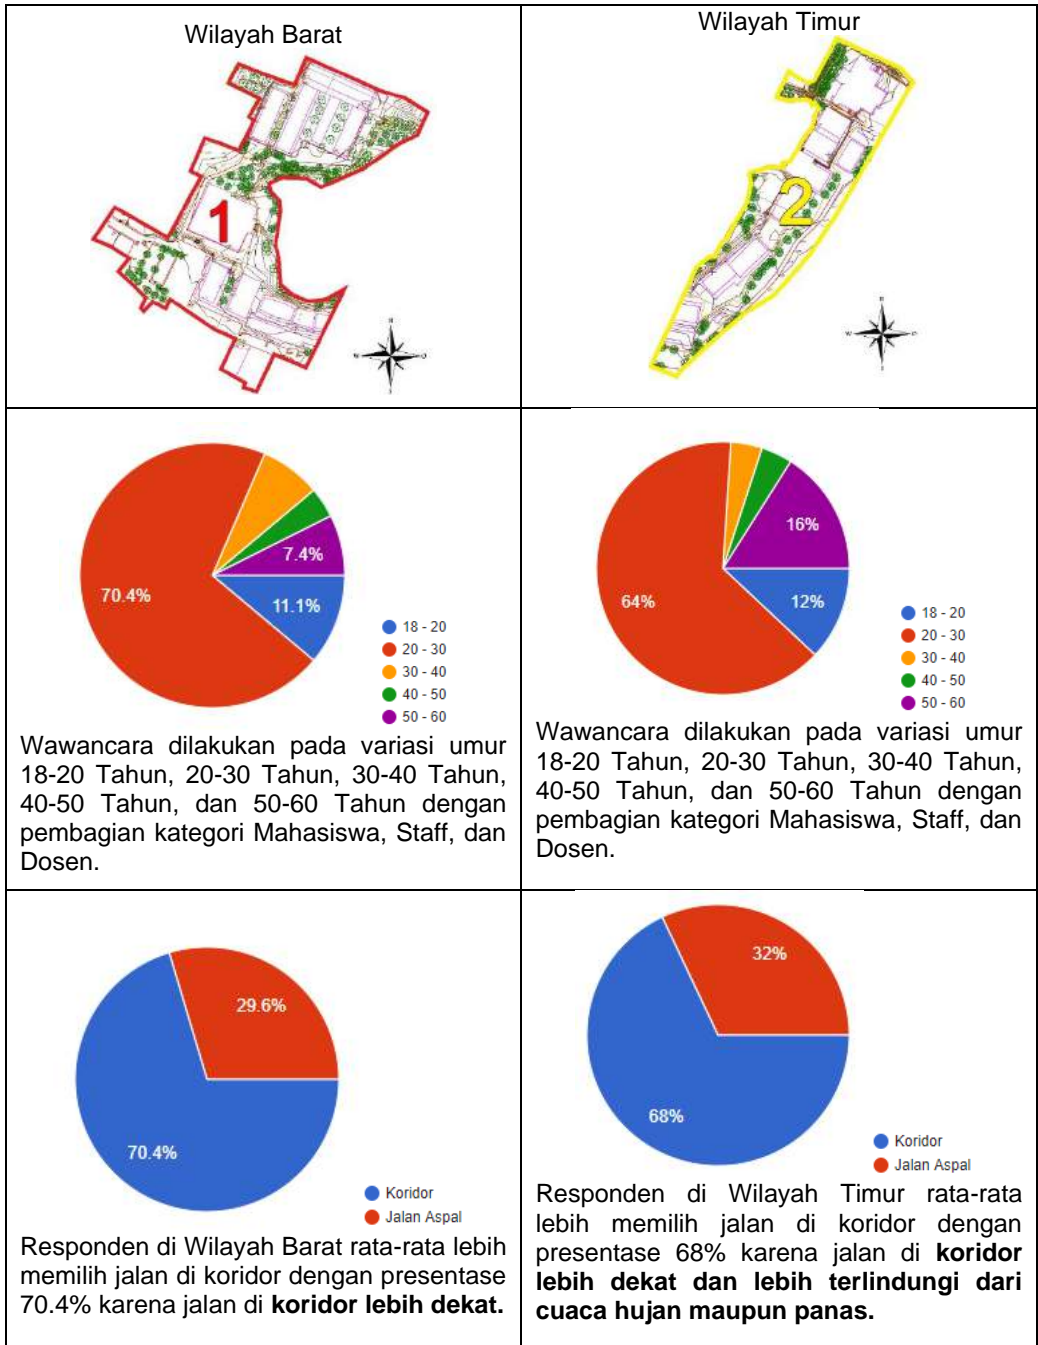 Wilayah Barat
1
Wilayah Timur
2
70.4%
7.4%
11.1%
18 - 20
20 - 30
30 - 40
40 - 50
50 - 60
Wawancara dilakukan pada variasi umur
18-20 Tahun, 20-30 Tahun, 30-40 Tahun,
40-50 Tahun, dan 50-60 Tahun dengan
pembagian kategori Mahasiswa, Staff, dan
Dosen.
64%
16%
12%
18 - 20
20 - 30
30 - 40
40 - 50
50 - 60
Wawancara dilakukan pada variasi umur
18-20 Tahun, 20-30 Tahun, 30-40 Tahun,
40-50 Tahun, dan 50-60 Tahun dengan
pembagian kategori Mahasiswa, Staff, dan
Dosen.
29.6%
70.4%
Koridor
Jalan Aspal
Responden di Wilayah Barat rata-rata lebih
memilih jalan di koridor dengan presentase
70.4% karena jalan di koridor lebih dekat.
32%
68%
Koridor
Jalan Aspal
Responden di Wilayah Timur rata-rata
lebih memilih jalan di koridor dengan
presentase 68% karena jalan di koridor
lebih dekat dan lebih terlindungi dari
cuaca hujan maupun panas.